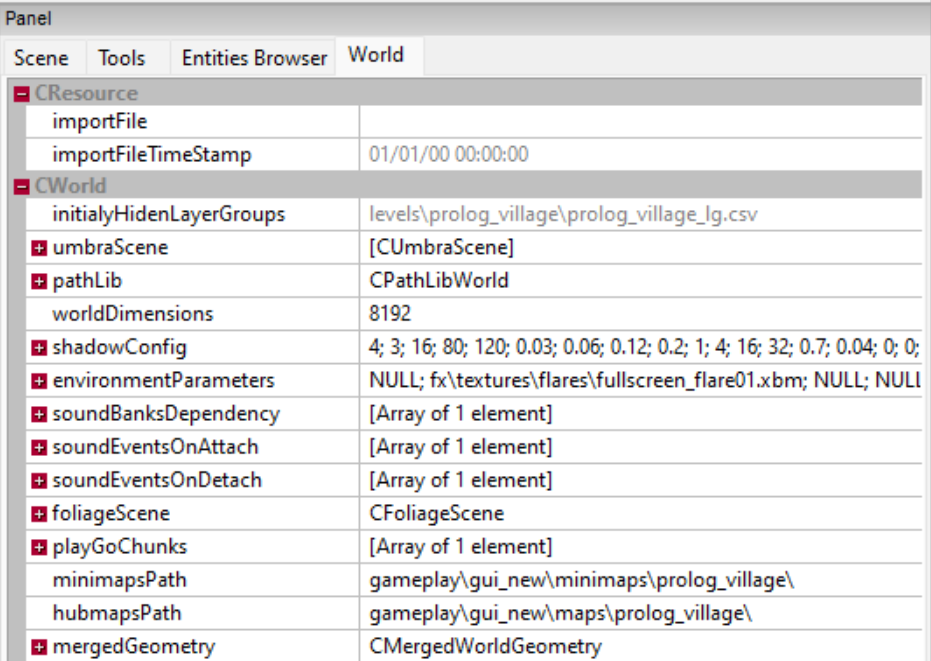 Panel
Scene Tools Entities Browser World
CResource
importFile
importFileTimeStamp 01/01/00 00:00:00
CWorld
initialyHidenLayerGroups levels\prolog_village\prolog_village_lg.csv
umbraScene [CUmbraScene]
pathLib CPathLibWorld
worldDimensions 8192
shadowConfig 4; 3; 16; 80; 120; 0.03; 0.06; 0.12; 0.2; 1; 4; 16; 32; 0.7; 0.04; 0; 0;
environmentParameters NULL; fx\textures\flares\fullscreen_flare01.xbm; NULL; NULL
soundBanksDependency [Array of 1 element]
soundEventsOnAttach [Array of 1 element]
soundEventsOnDetach [Array of 1 element]
foliageScene CFoliageScene
playGoChunks [Array of 1 element]
minimapsPath gameplay\gui_new\minimaps\prolog_village\
hubmapsPath gameplay\gui_new\maps\prolog_village\
mergedGeometry CMergedWorldGeometry